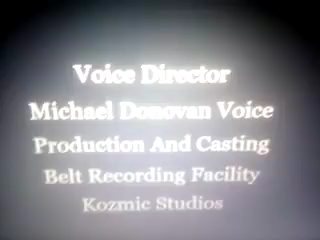 Voice Director
Michael Donovan Voice
Production And Casting
Belt Recording Facility
Kozmic Studios